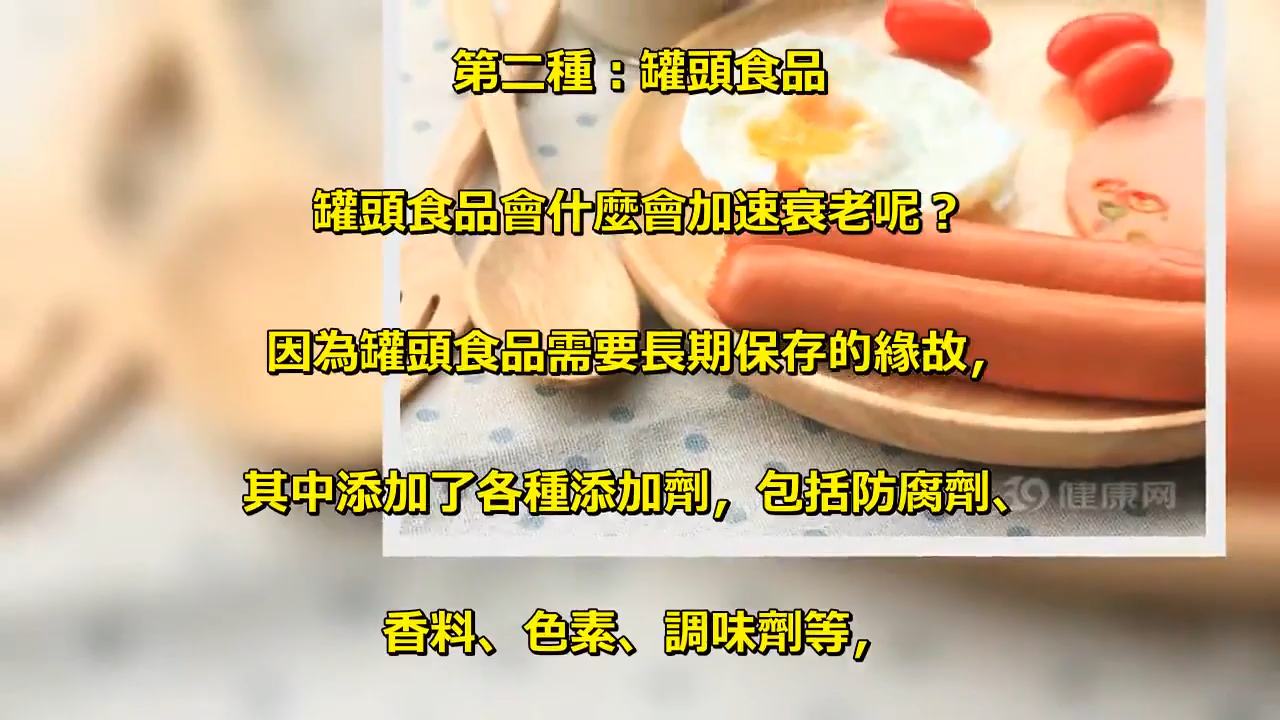 第二種：罐頭食品
罐頭食品會什麼會加速衰老呢？
因為罐頭食品需要長期保存的緣故，
其中添加了各種添加劑，包括防腐劑、
39健康网
香料、色素、調味劑等，